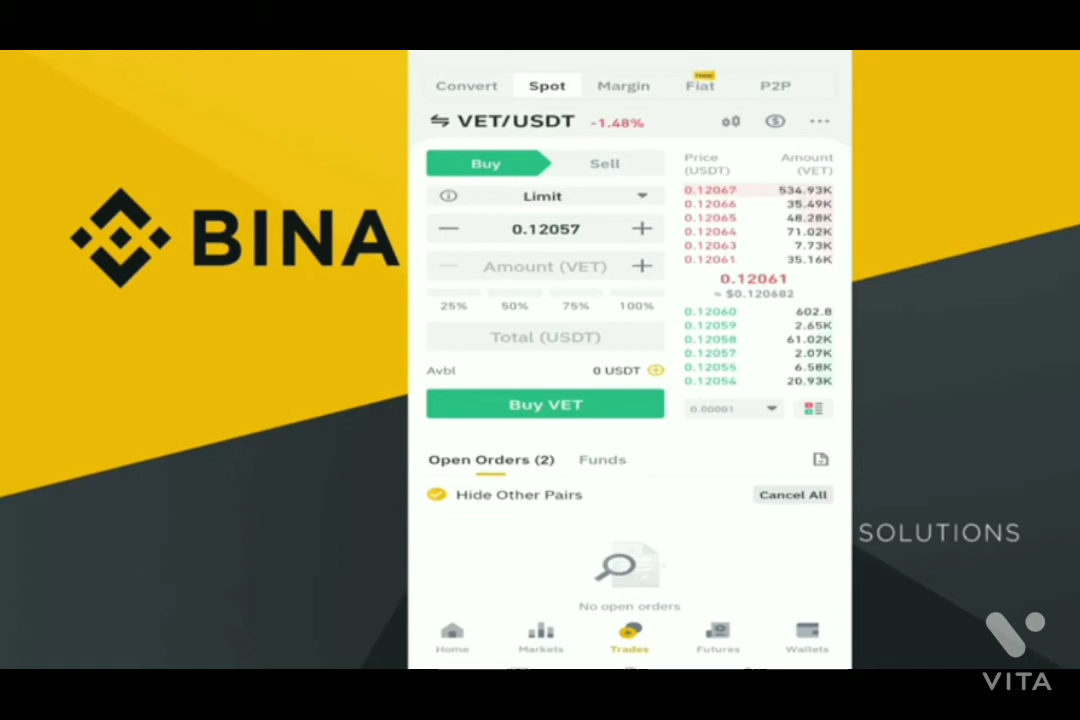 BINA
SOLUTIONS
Convert Spot Margin Fiat P2P
VET/USDT -1.48%
Buy Sell
Limit
0.12057
Amount (VET)
25% 50% 75% 100%
Total (USDT)
Avbl 0 USDT
Buy VET
Price Amount
(USDT) (VET)
0.12067 534.93K
0.12066 35.49K
0.12065 48.28K
0.12064 71.02K
0.12063 7.73K
0.12061 35.16K
0.12061
≈ $0.120682
0.12060 602.8
0.12059 2.65K
0.12058 61.02K
0.12057 2.07K
0.12055 6.58K
0.12054 20.93K
0.00001
Open Orders (2) Funds
Hide Other Pairs Cancel All
No open orders
Home Markets Trades Futures Wallets
VITA